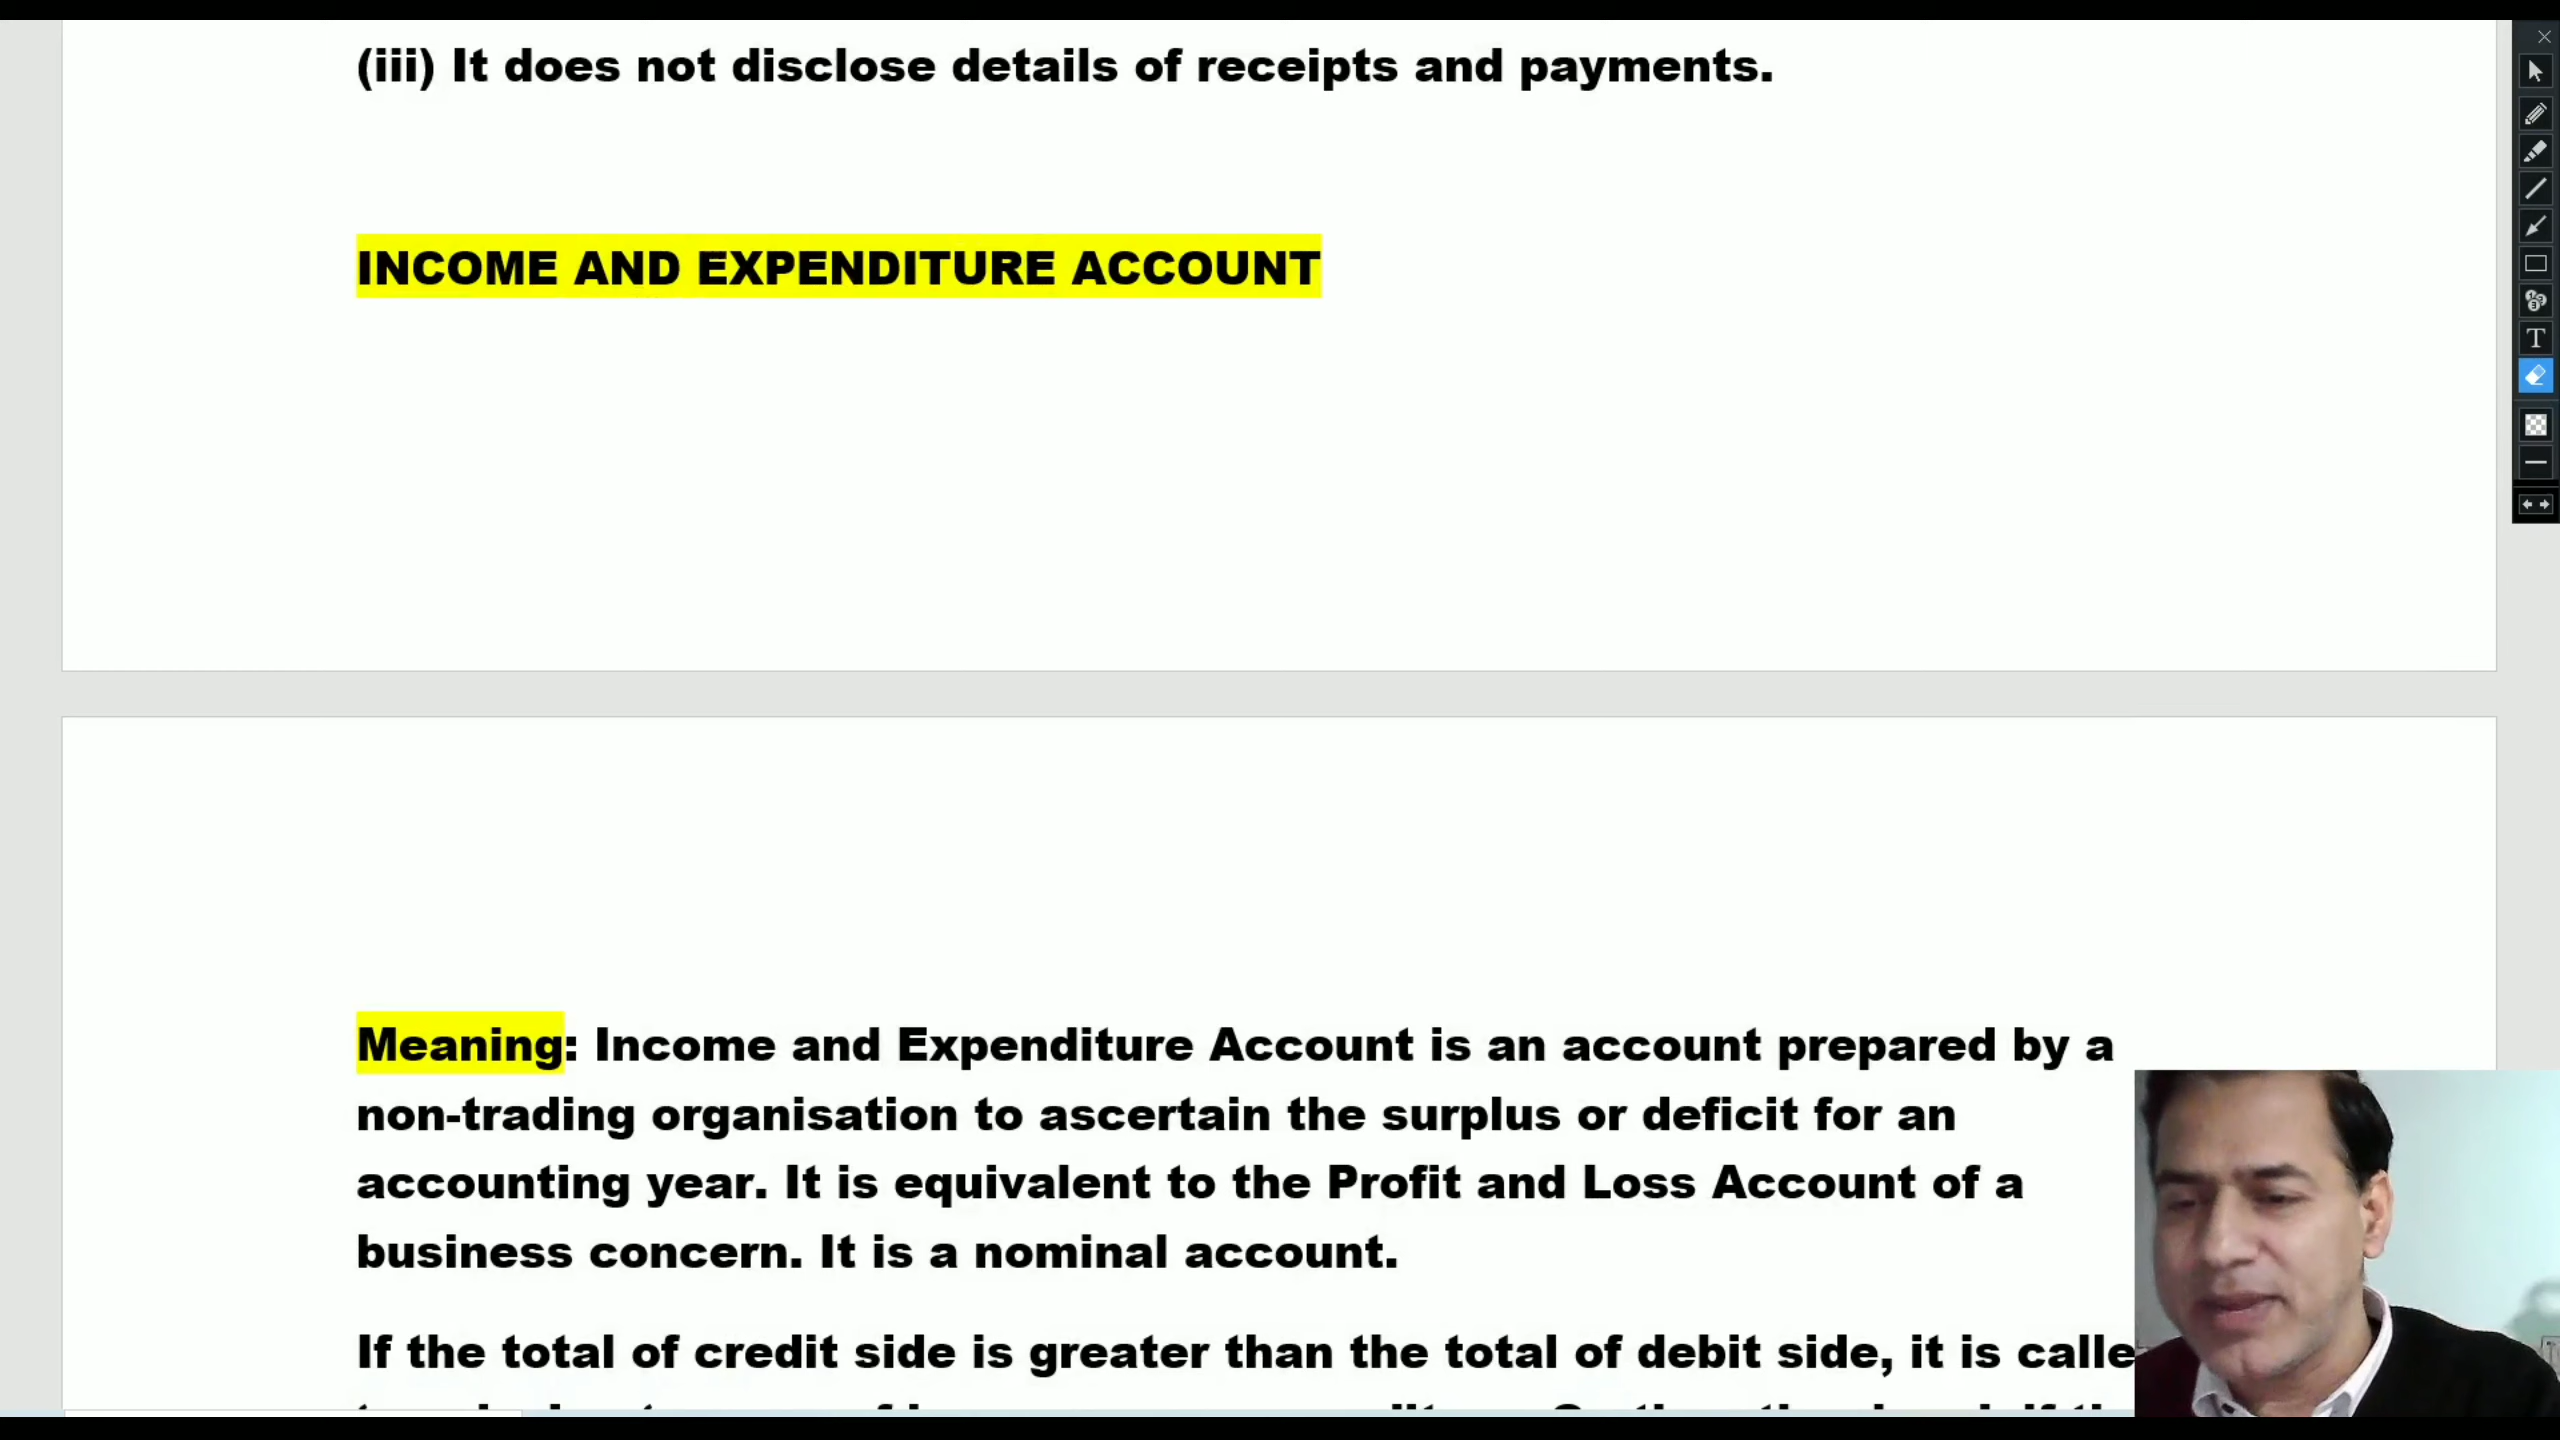 (iii) It does not disclose details of receipts and payments.
INCOME AND EXPENDITURE ACCOUNT
Meaning: Income and Expenditure Account is an account prepared by a
non-trading organisation to ascertain the surplus or deficit for an
accounting year. It is equivalent to the Profit and Loss Account of a
business concern. It is a nominal account.
If the total of credit side is greater than the total of debit side, it is calle
T